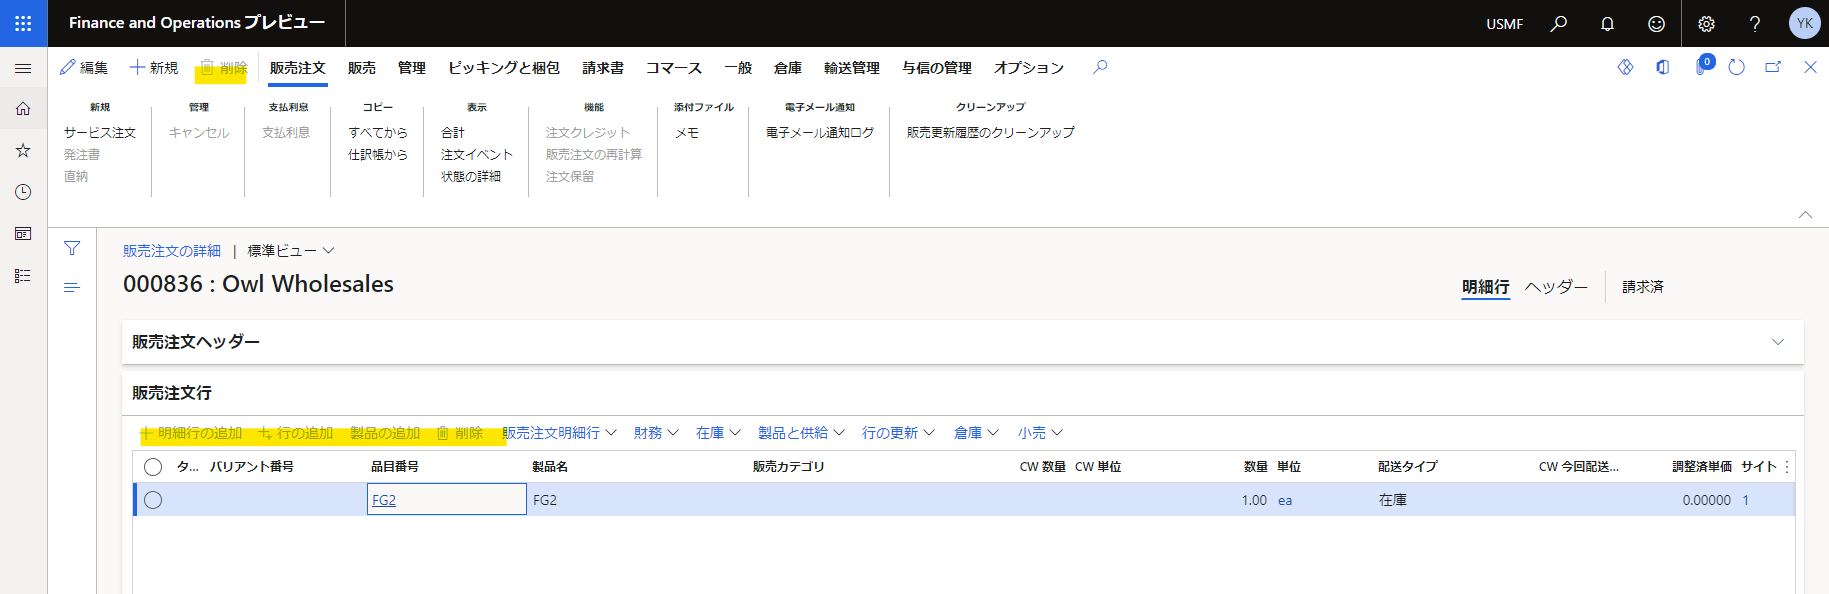 Finance and Operations プレビュー
USMF
YK
編集 新規 削除 販売注文 販売 管理 ピッキングと梱包 請求書 コマース 一般 倉庫 輸送管理 与信の管理 オプション
0
新規 管理 支払利息 コピー 表示 機能 添付ファイル 電子メール通知 クリーンアップ
サービス注文 キャンセル 支払利息 すべてから 合計 注文クレジット メモ 電子メール通知ログ 販売更新履歴のクリーンアップ
発注書 仕訳帳から 注文イベント 販売注文の再計算
直納 状態の詳細 注文保留
販売注文の詳細 | 標準ビュー
000836 : Owl Wholesales
明細行 ヘッダー 請求済
販売注文ヘッダー
販売注文行
明細行の追加 行の追加 製品の追加 削除 販売注文明細行 財務 在庫 製品と供給 行の更新 倉庫 小売
タ... バリアント番号 品目番号 製品名 販売カテゴリ CW 数量 CW 単位 数量 単位 配送タイプ CW 今回配送... 調整済単価 サイト
FG2 FG2 1.00 ea 在庫 0.00000 1